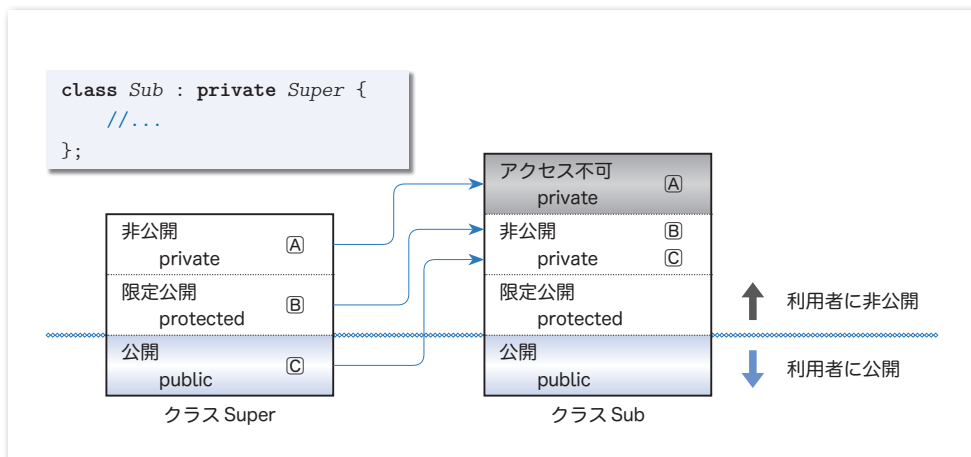 class Sub : private Super {
//...
};
アクセス不可
private
A
非公開
private
A
非公開
private
B
C
限定公開
protected
B
限定公開
protected
利用者に非公開
公開
public
C
公開
public
利用者に公開
クラス Super
クラス Sub